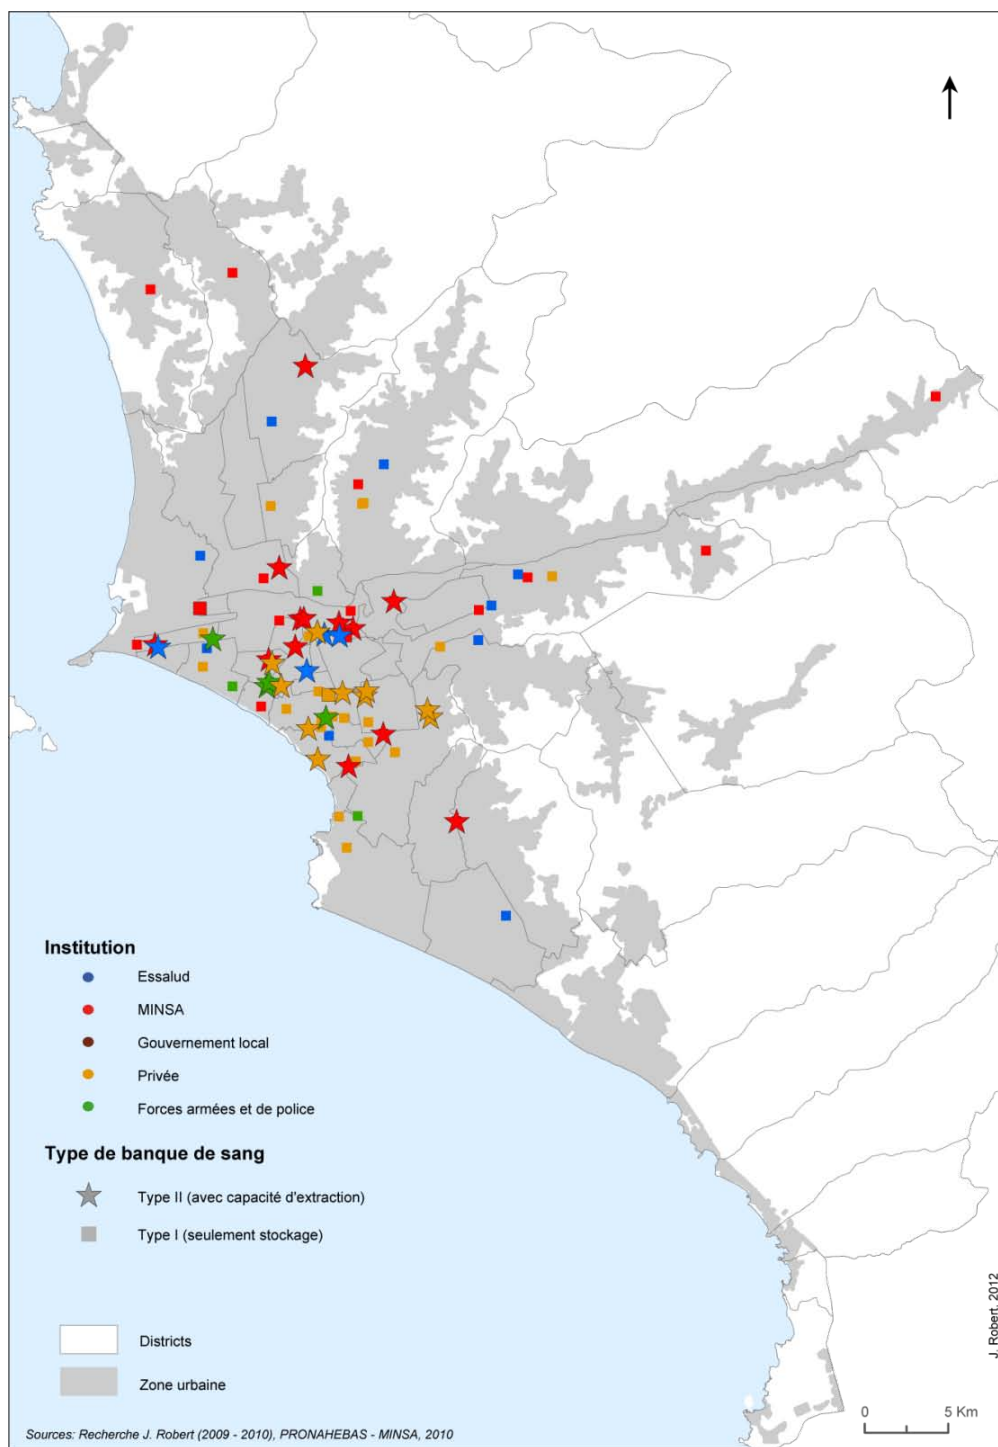 Institution
Essalud
MINSA
Gouvernement local
Privée
Forces armées et de police
Type de banque de sang
Type II (avec capacité d'extraction)
Type I (seulement stockage)
Districts
Zone urbaine
0 5 Km
J. Robert, 2012
Sources: Recherche J. Robert (2009 - 2010), PRONAHEBAS - MINSA, 2010